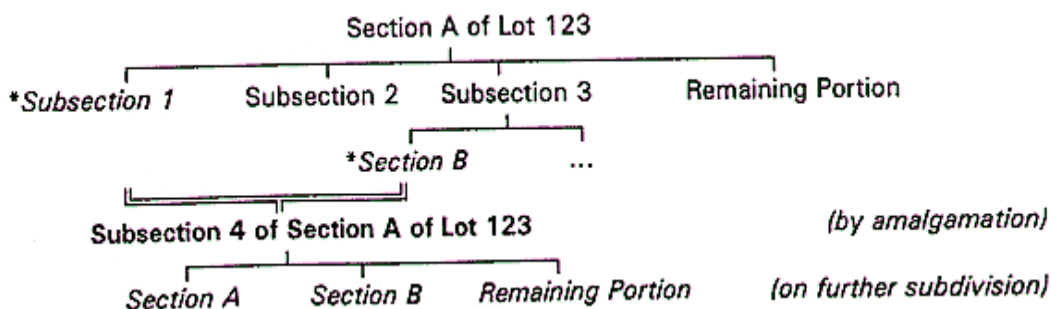 Section A of Lot 123
*Subsection 1 Subsection 2 Subsection 3 Remaining Portion
*Section B ...
Subsection 4 of Section A of Lot 123 (by amalgamation)
Section A Section B Remaining Portion (on further subdivision)